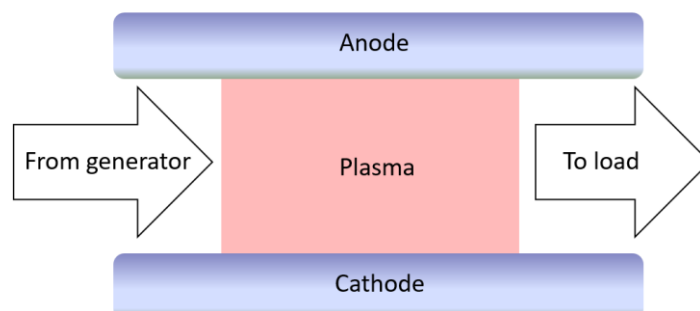 Anode
From generator
Plasma
To load
Cathode